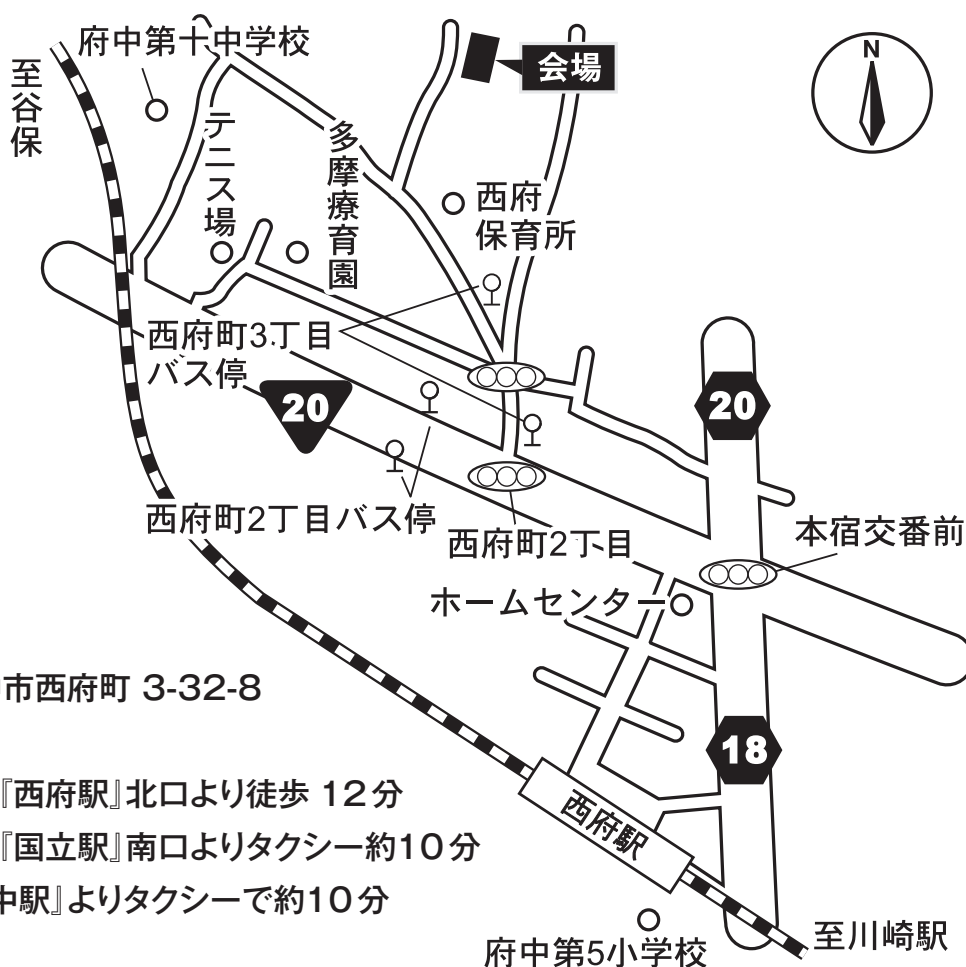 府中第十中学校
N
会場
至谷保
テニス場
多摩療育園
西府
保育所
西府町3丁目
バス停
20
20
西府町2丁目バス停
西府町2丁目
本宿交番前
ホームセンター
市西府町 3-32-8
18
『西府駅』北口より徒歩 12分
『国立駅』南口よりタクシー約10分
西府駅
中駅』よりタクシーで約10分
至川崎駅
府中第5小学校